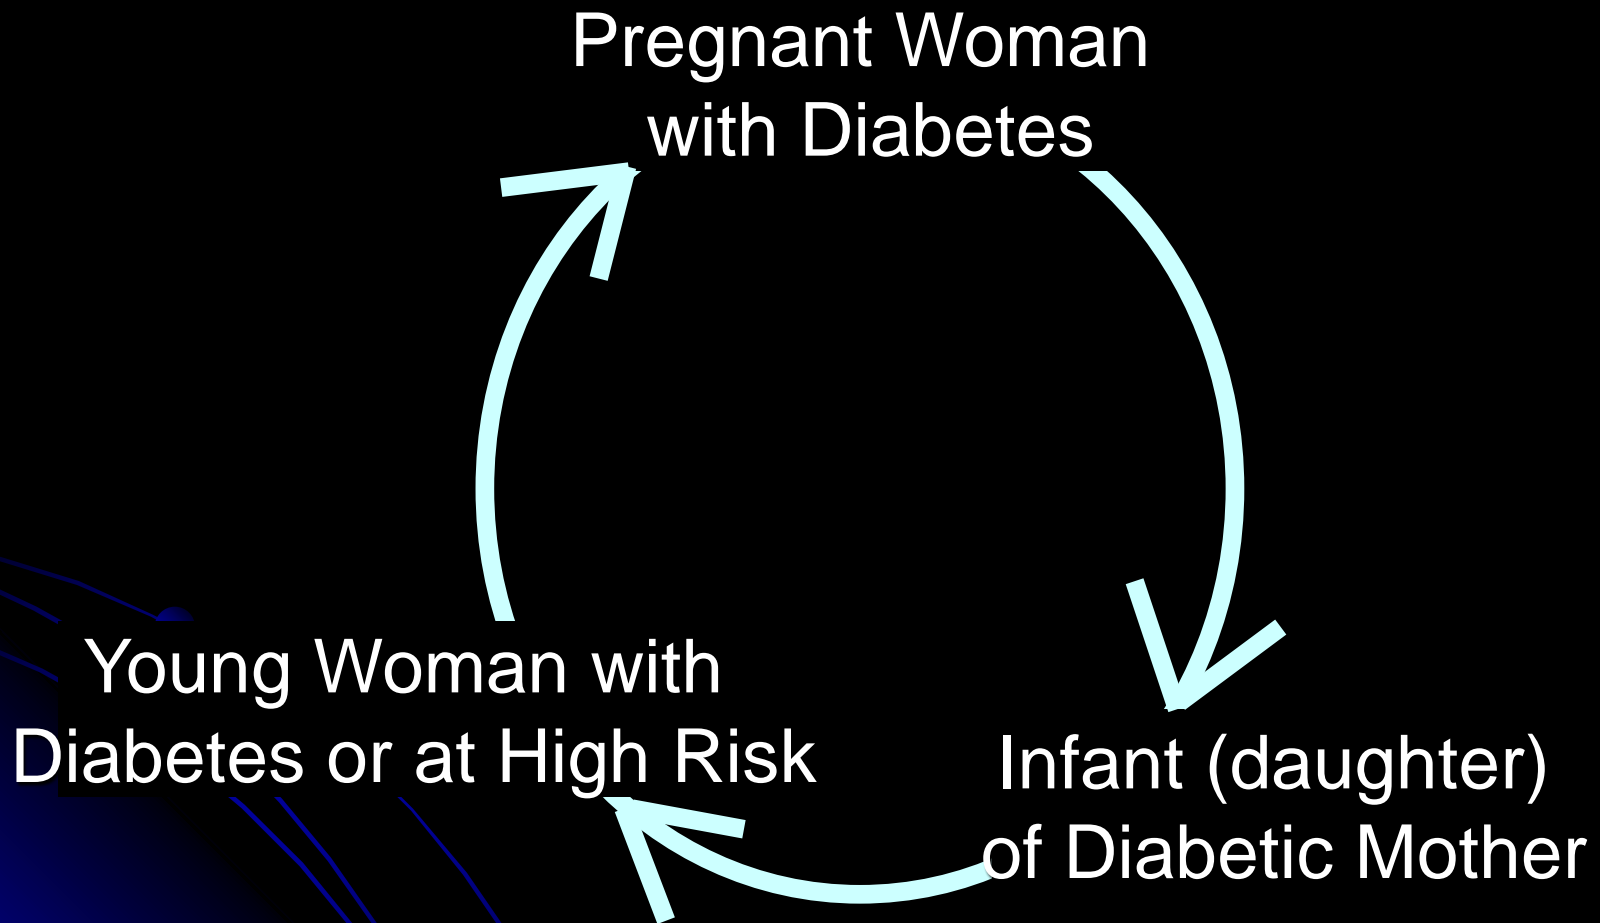 Pregnant Woman
with Diabetes
Young Woman with
Diabetes or at High Risk
Infant (daughter)
of Diabetic Mother